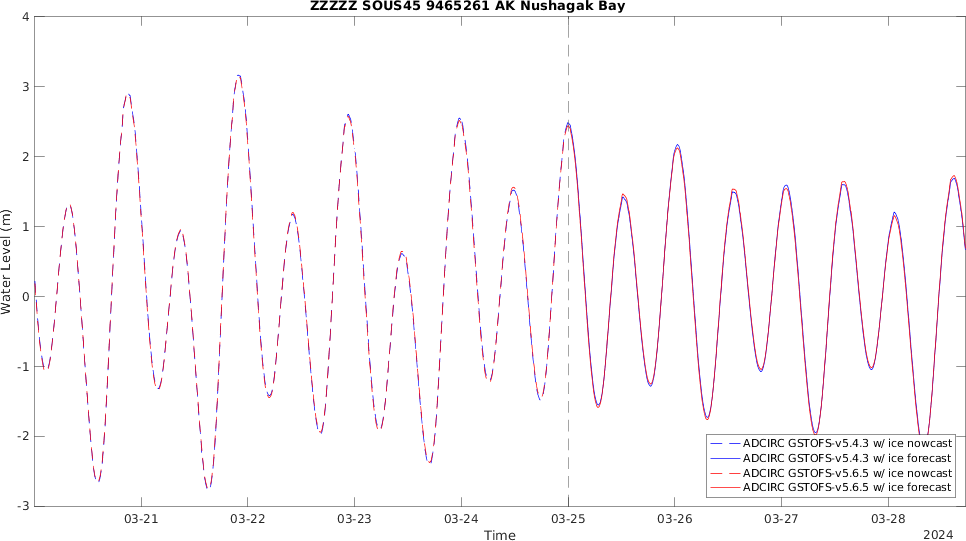 ZZZZZ SOUS45 9465261 AK Nushagak Bay
4
3
2
1
0
-1
-2
-3
Water Level (m)
03-21
03-22
03-23
03-24
03-25
03-26
03-27
03-28
Time
2024
ADCIRC GSTOFS-v5.4.3 w/ ice nowcast
ADCIRC GSTOFS-v5.4.3 w/ ice forecast
ADCIRC GSTOFS-v5.6.5 w/ ice nowcast
ADCIRC GSTOFS-v5.6.5 w/ ice forecast